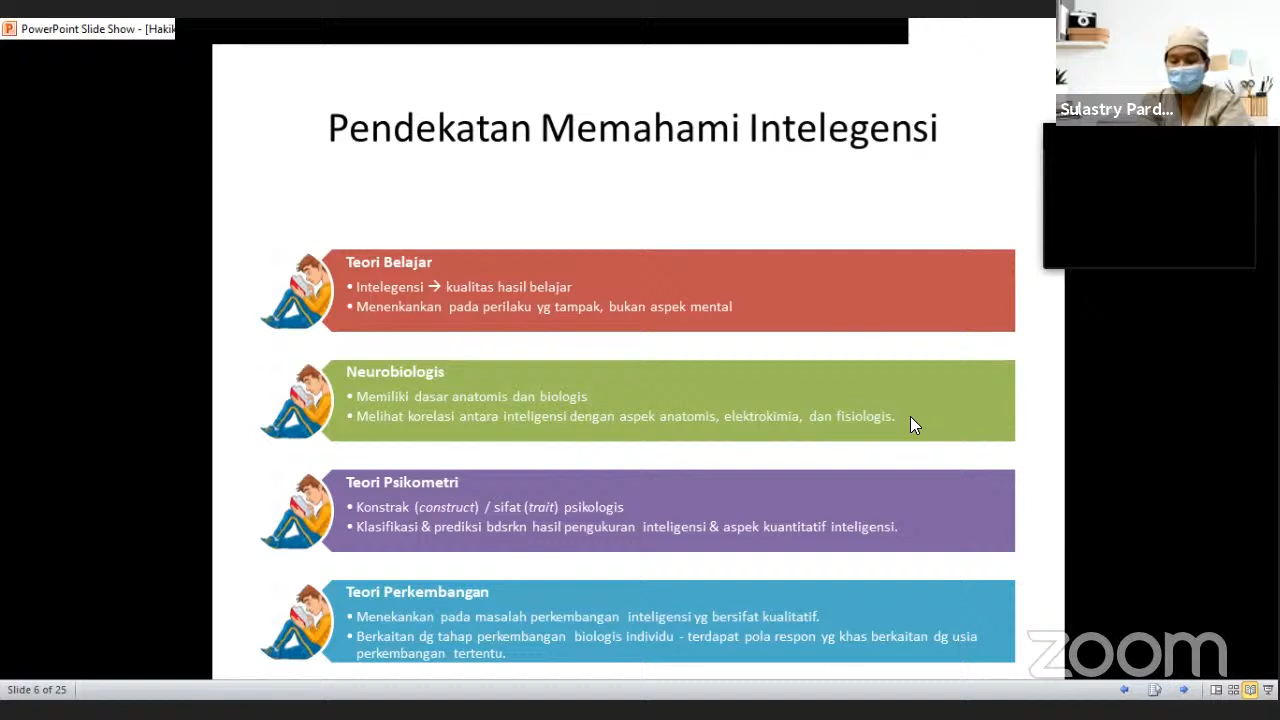 PowerPoint Slide Show - [Hakik
Sulastry Pard...
Pendekatan Memahami Intelegensi
Teori Belajar
• Intelegensi → kualitas hasil belajar
• Menenkankan pada perilaku yg tampak, bukan aspek mental
Neurobiologis
• Memiliki dasar anatomis dan biologis
• Melihat korelasi antara inteligensi dengan aspek anatomis, elektrokimia, dan fisiologis.
Teori Psikometri
• Konstrak (construct) / sifat (trait) psikologis
• Klasifikasi & prediksi bdsrkn hasil pengukuran inteligensi & aspek kuantitatif inteligensi.
Teori Perkembangan
• Menekankan pada masalah perkembangan inteligensi yg bersifat kualitatif.
• Berkaitan dg tahap perkembangan biologis individu - terdapat pola respon yg khas berkaitan dg usia
perkembangan tertentu.
zoom
Slide 6 of 25